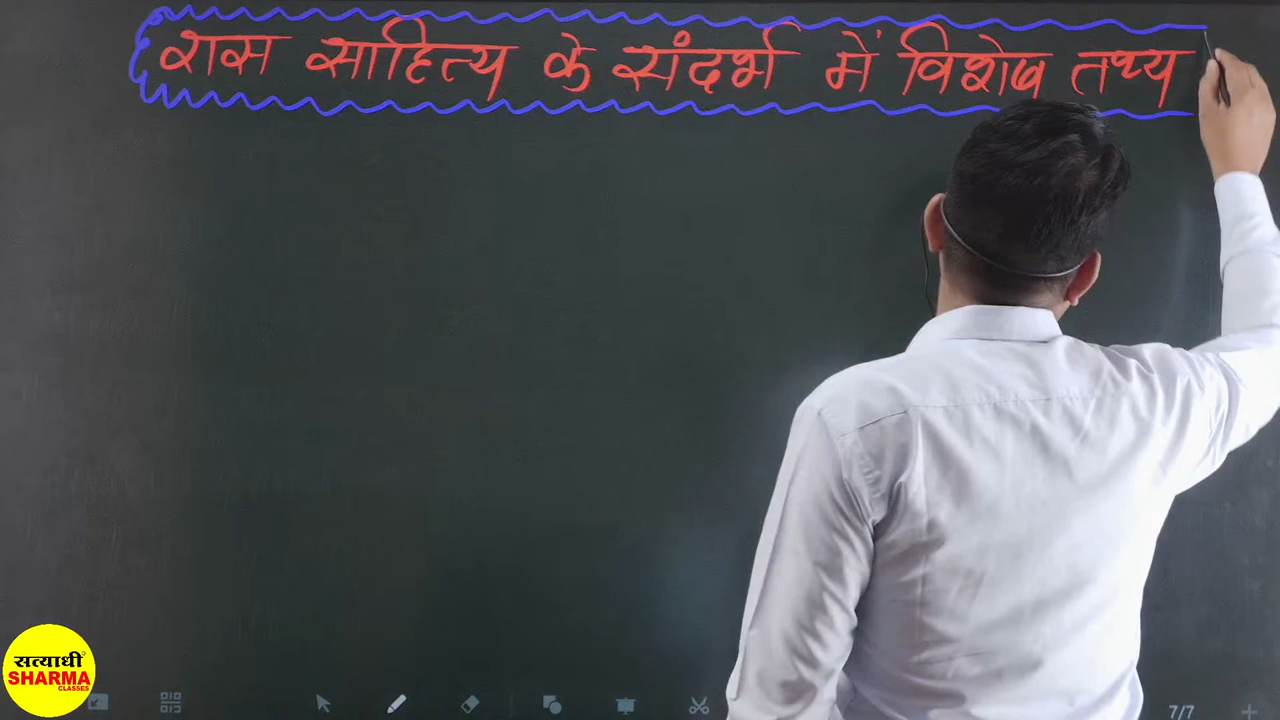 रास साहित्य के संदर्भ में विशेष तथ्य
सत्याधी
SHARMA
CLASSES
7/7